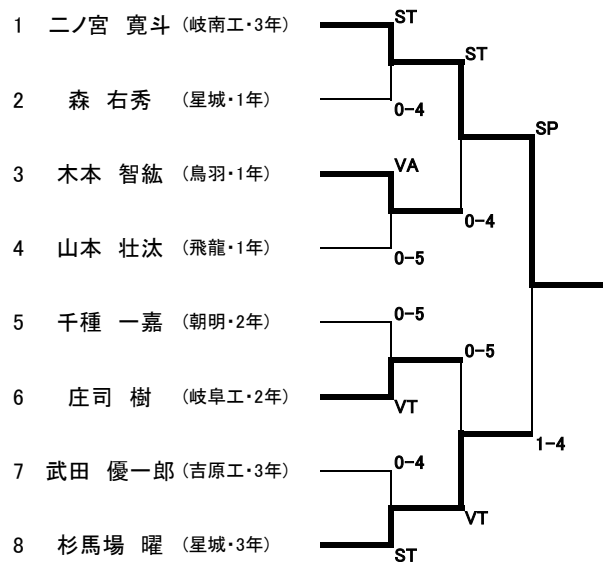 1 二ノ宮 寛斗 (岐南工・3年)
ST
ST
2 森 右秀 (星城・1年)
0-4
SP
3 木本 智紘 (鳥羽・1年)
VA
0-4
4 山本 壮汰 (飛龍・1年)
0-5
5 千種 一嘉 (朝明・2年)
0-5
0-5
6 庄司 樹 (岐阜工・2年)
VT
1-4
7 武田 優一郎 (吉原工・3年)
0-4
VT
8 杉馬場 曜 (星城・3年)
ST